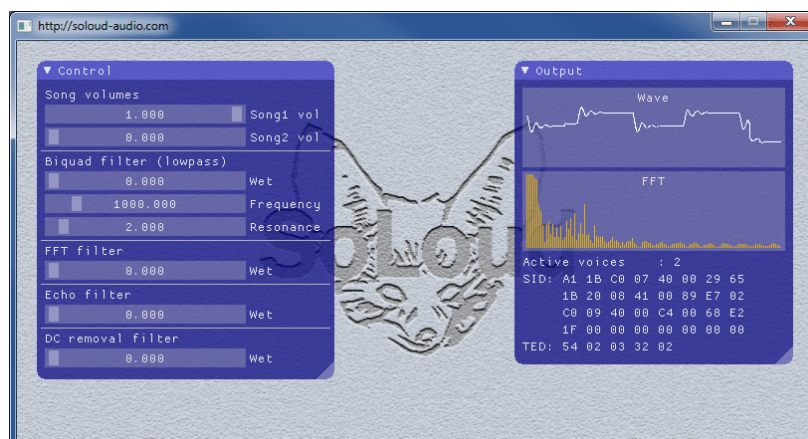 http://soloud-audio.com
Control
Song volumes
1.000 Song1 vol
0.000 Song2 vol
Biquad filter (lowpass)
0.000 Wet
1000.000 Frequency
2.000 Resonance
FFT filter
0.000 Wet
Echo filter
0.000 Wet
DC removal filter
0.000 Wet
SoLoud
Output
Wave
FFT
Active voices : 2
SID: A1 1B C0 07 40 00 29 65
1B 20 08 41 00 89 E7 02
C0 09 40 00 C4 00 68 E2
1F 00 00 00 00 00 00 00
TED: 54 02 03 32 02